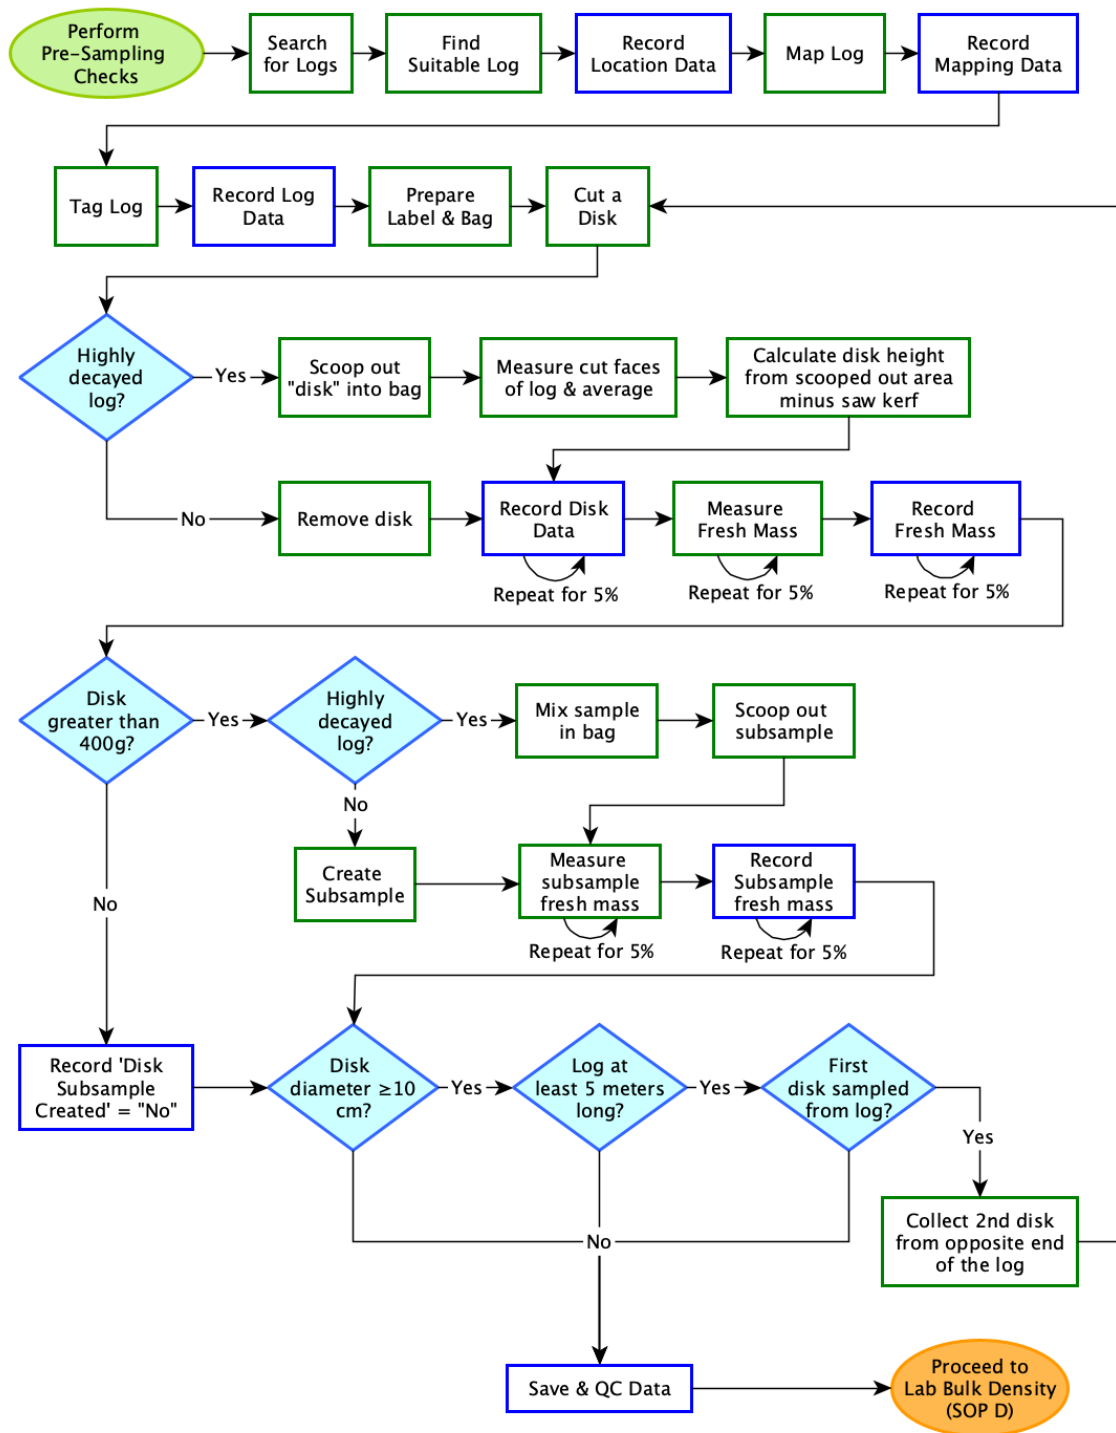 Perform
Pre-Sampling
Checks
Search
for Logs
Find
Suitable Log
Record
Location Data
Map Log
Record
Mapping Data
Tag Log
Record Log
Data
Prepare
Label & Bag
Cut a
Disk
Highly
decayed
log?
Yes
Scoop out
"disk" into bag
Measure cut faces
of log & average
Calculate disk height
from scooped out area
minus saw kerf
No
Remove disk
Record Disk
Data
Repeat for 5%
Measure
Fresh Mass
Repeat for 5%
Record
Fresh Mass
Repeat for 5%
Disk
greater than
400g?
Yes
Highly
decayed
log?
Yes
Mix sample
in bag
Scoop out
subsample
No
Create
Subsample
Measure
subsample
fresh mass
Repeat for 5%
Record
Subsample
fresh mass
Repeat for 5%
No
Record 'Disk
Subsample
Created' = "No"
Disk
diameter ≥10
cm?
Yes
Log at
least 5 meters
long?
Yes
First
disk sampled
from log?
Yes
Collect 2nd disk
from opposite end
of the log
No
Save & QC Data
Proceed to
Lab Bulk Density
(SOP D)